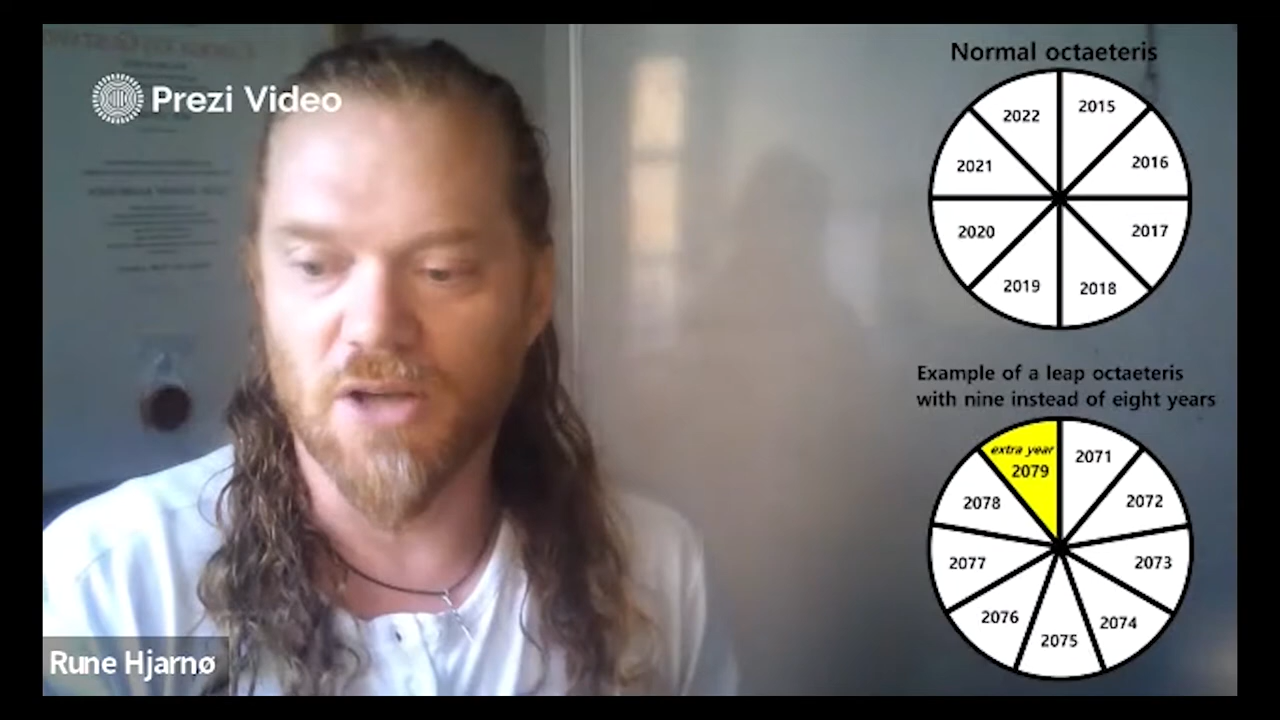 Prezi Video
Normal octaeteris
2015
2016
2017
2018
2019
2020
2021
2022
Example of a leap octaeteris
with nine instead of eight years
extra year
2079
2071
2072
2073
2074
2075
2076
2077
2078
Rune Hjarnø